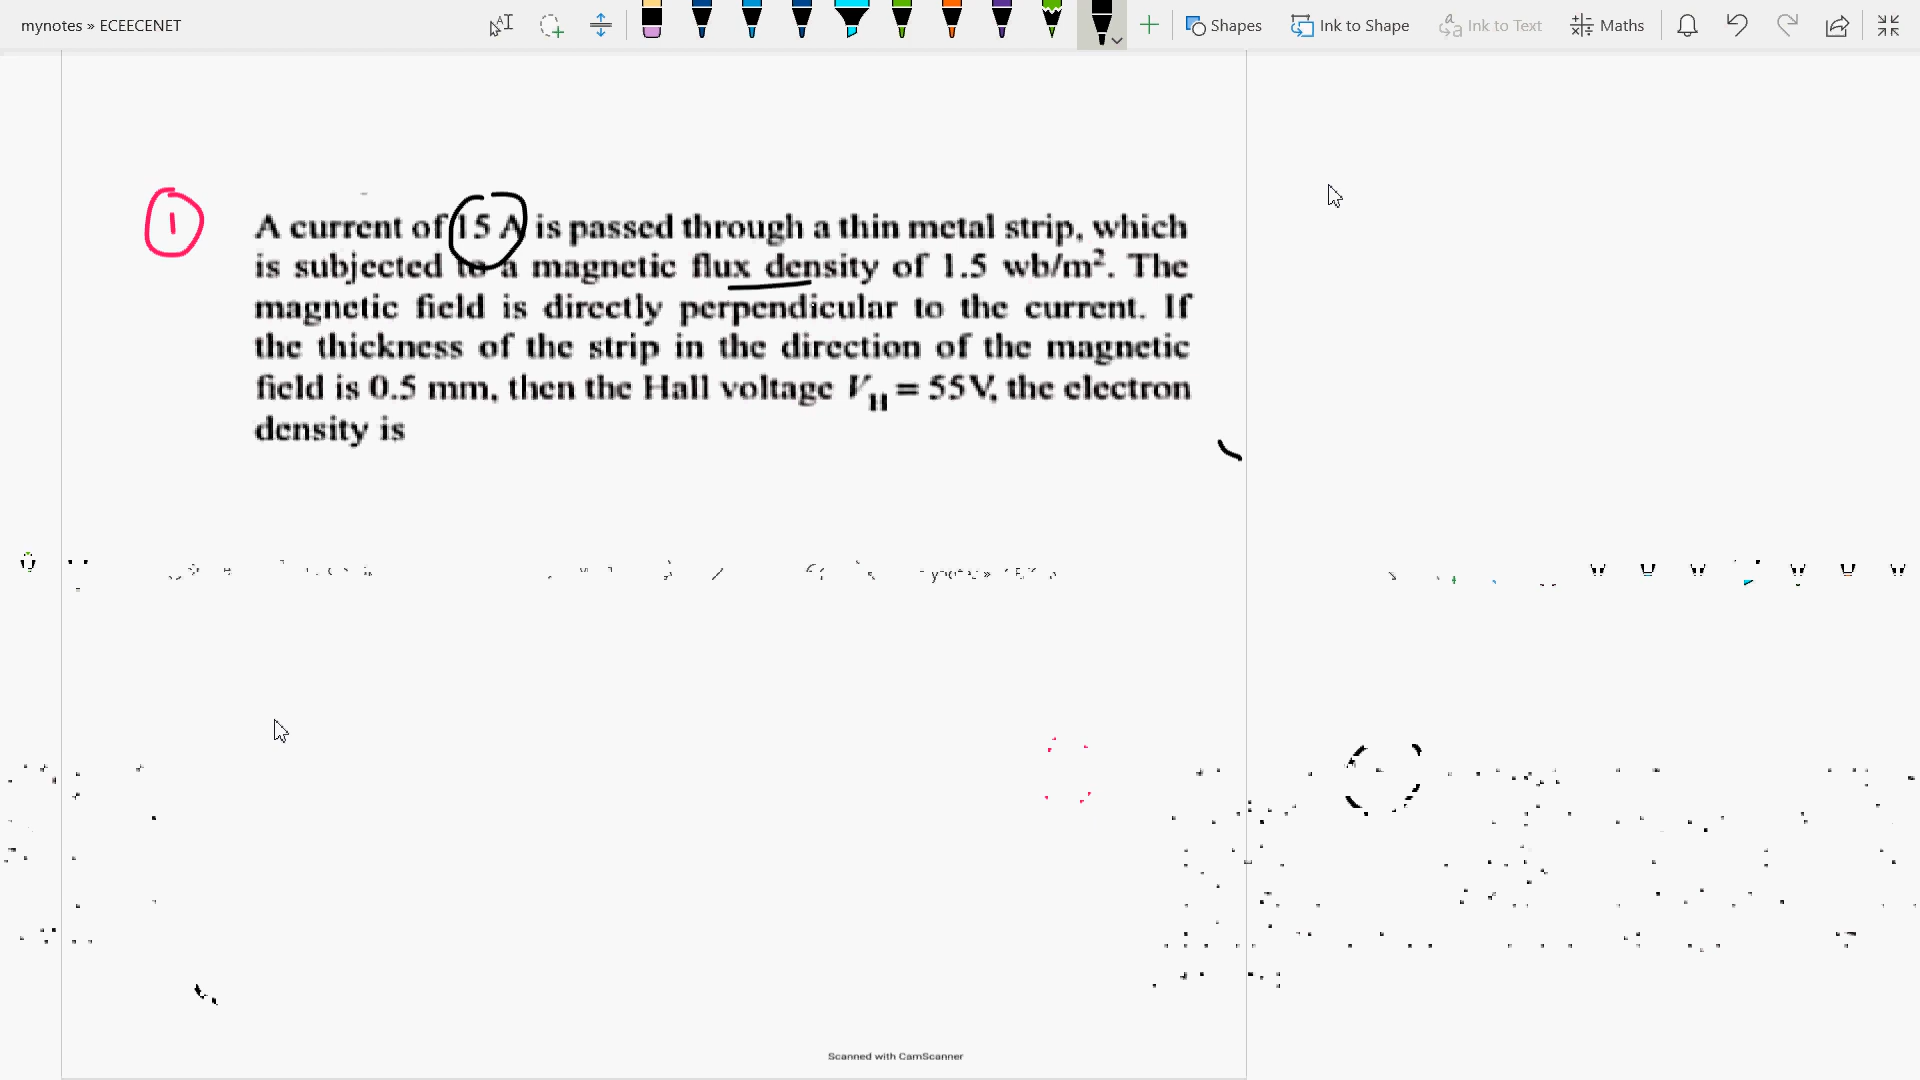 mynotes » ECEECENET
Shapes
Ink to Shape
Ink to Text
Maths
1
A current of 15 A is passed through a thin metal strip, which
is subjected to a magnetic flux density of 1.5 wb/m². The
magnetic field is directly perpendicular to the current. If
the thickness of the strip in the direction of the magnetic
field is 0.5 mm, then the Hall voltage V_H = 55V, the electron
density is
Scanned with CamScanner